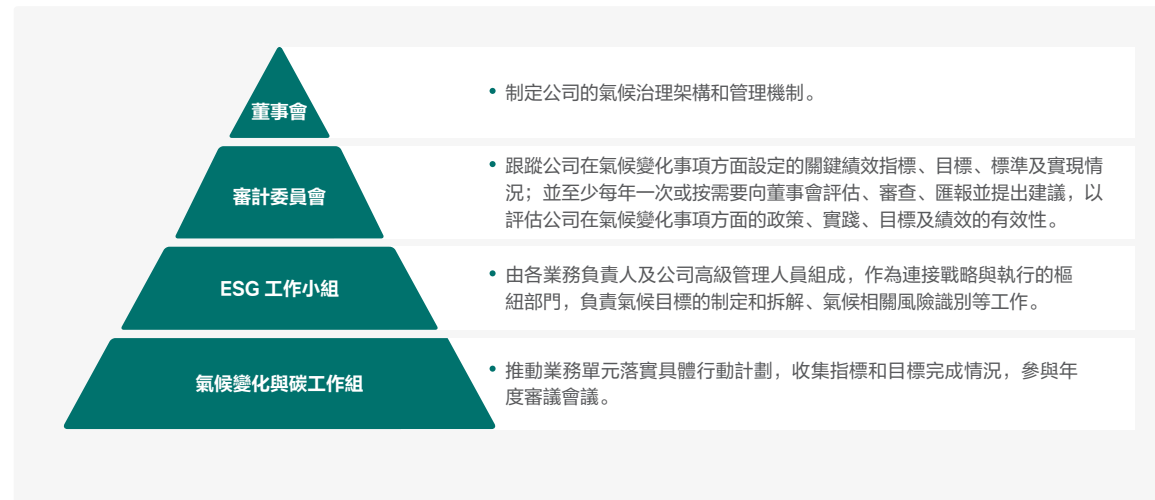 董事會
• 制定公司的氣候治理架構和管理機制。
審計委員會
• 跟蹤公司在氣候變化事項方面設定的關鍵績效指標、目標、標準及實現情
況；並至少每年一次或按需要向董事會評估、審查、匯報並提出建議，以
評估公司在氣候變化事項方面的政策、實踐、目標及績效的有效性。
ESG 工作小組
• 由各業務負責人及公司高級管理人員組成，作為連接戰略與執行的樞
紐部門，負責氣候目標的制定和拆解、氣候相關風險識別等工作。
氣候變化與碳工作組
• 推動業務單元落實具體行動計劃，收集指標和目標完成情況，參與年
度審議會議。